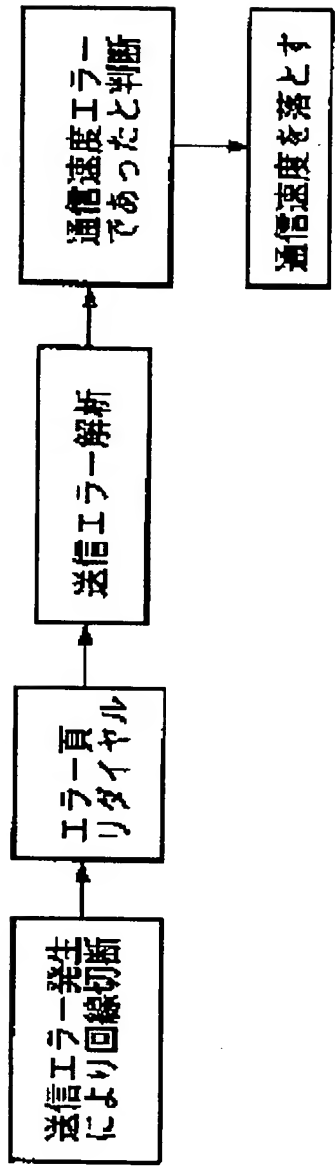 送信エラー発生
により回線切断
エラー頁
リダイヤル
送信エラー解析
通信速度エラー
であったと判断
通信速度を落とす